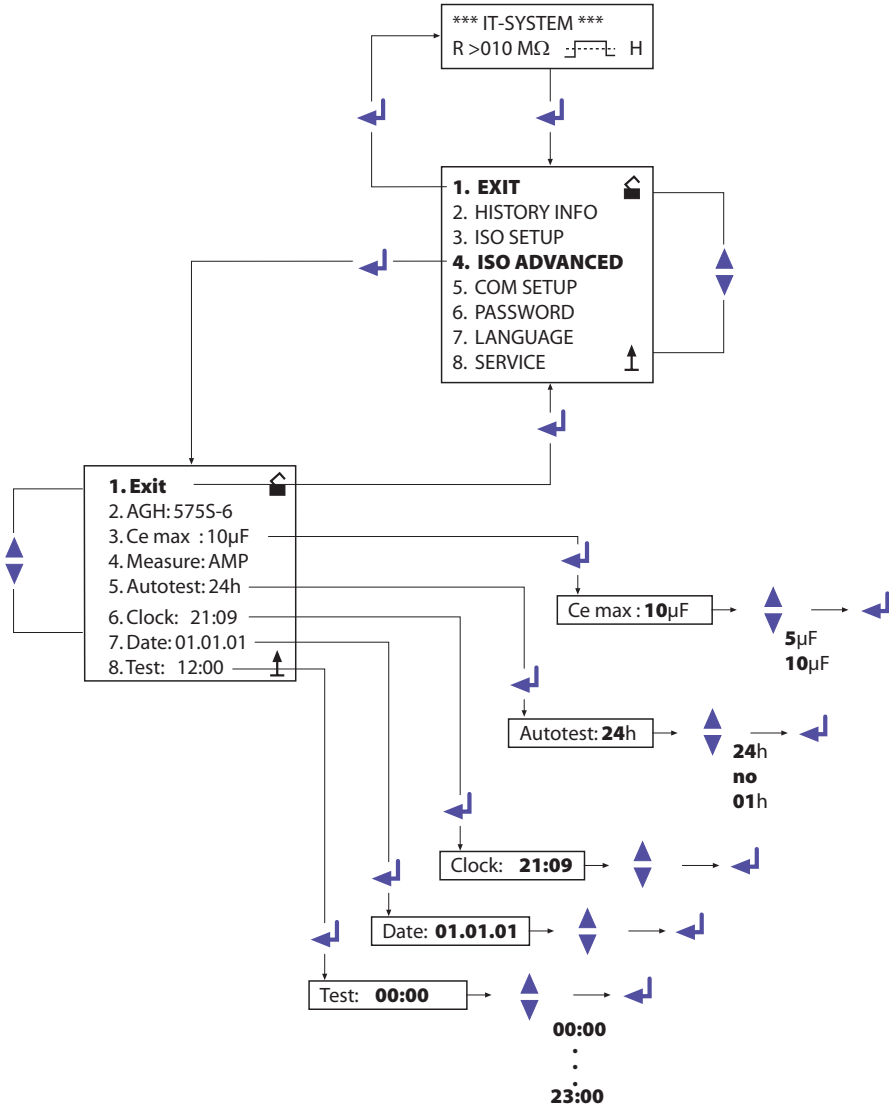 *** IT-SYSTEM ***
R >010 MΩ H
1. EXIT
2. HISTORY INFO
3. ISO SETUP
4. ISO ADVANCED
5. COM SETUP
6. PASSWORD
7. LANGUAGE
8. SERVICE
1. Exit
2. AGH: 575S-6
3. Ce max : 10µF
4. Measure: AMP
5. Autotest: 24h
6. Clock: 21:09
7. Date: 01.01.01
8. Test: 12:00
Ce max : 10µF
5µF
10µF
Autotest: 24h
24h
no
01h
Clock: 21:09
Date: 01.01.01
Test: 00:00
00:00
23:00